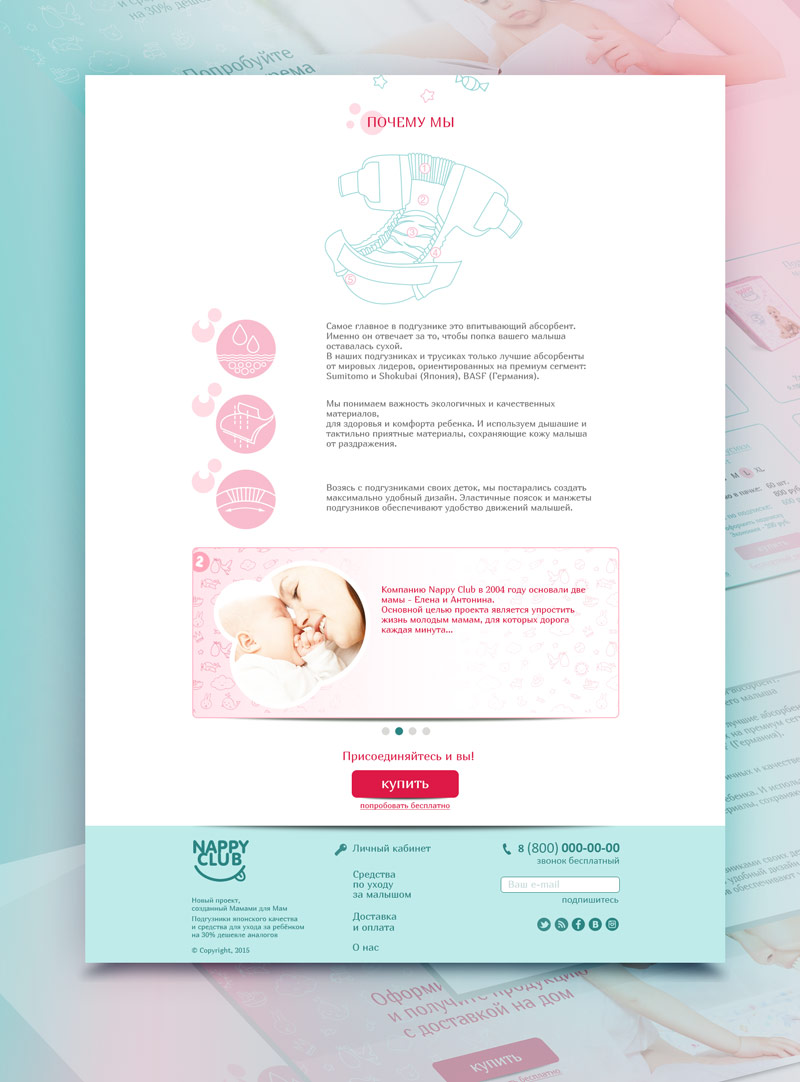 Попробуйте
на 30% дешевле
ПОЧЕМУ МЫ
1
2
3
4
5
Самое главное в подгузнике это впитывающий абсорбент.
Именно он отвечает за то, чтобы попка вашего малыша
оставалась сухой.
В наших подгузниках и трусиках только лучшие абсорбенты
от мировых лидеров, ориентированных на премиум сегмент:
Sumitomo и Shokubai (Япония), BASF (Германия).
Мы понимаем важность экологичных и качественных
материалов,
для здоровья и комфорта ребенка. И используем дышащие и
тактильно приятные материалы, сохраняющие кожу малыша
от раздражения.
Возясь с подгузниками своих деток, мы постарались создать
максимально удобный дизайн. Эластичные поясок и манжеты
подгузников обеспечивают удобство движений малышей.
2
Компанию Nappy Club в 2004 году основали две
мамы - Елена и Антонина.
Основной целью проекта является упростить
жизнь молодым мамам, для которых дорога
каждая минута...
Присоединяйтесь и вы!
купить
попробовать бесплатно
NAPPY
CLUB
Новый проект,
созданный Мамами для Мам
Подгузники японского качества
и средства для ухода за ребёнком
на 30% дешевле аналогов
© Copyright, 2015
Личный кабинет
Средства
по уходу
за малышом
Доставка
и оплата
О нас
8 (800) 000-00-00
звонок бесплатный
Ваш e-mail
подпишитесь
Оформи
и получите продукцию
с доставкой на дом
купить